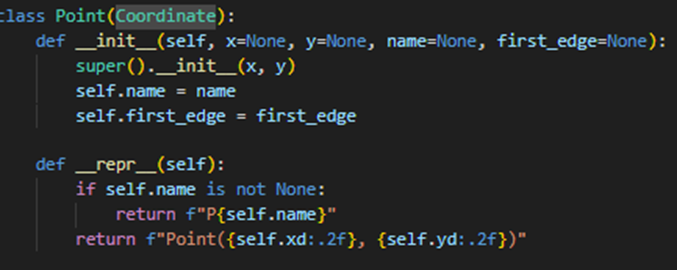 class Point(Coordinate):
    def __init__(self, x=None, y=None, name=None, first_edge=None):
        super().__init__(x, y)
        self.name = name
        self.first_edge = first_edge

    def __repr__(self):
        if self.name is not None:
            return f"P{self.name}"
        return f"Point({self.xd:.2f}, {self.yd:.2f})"